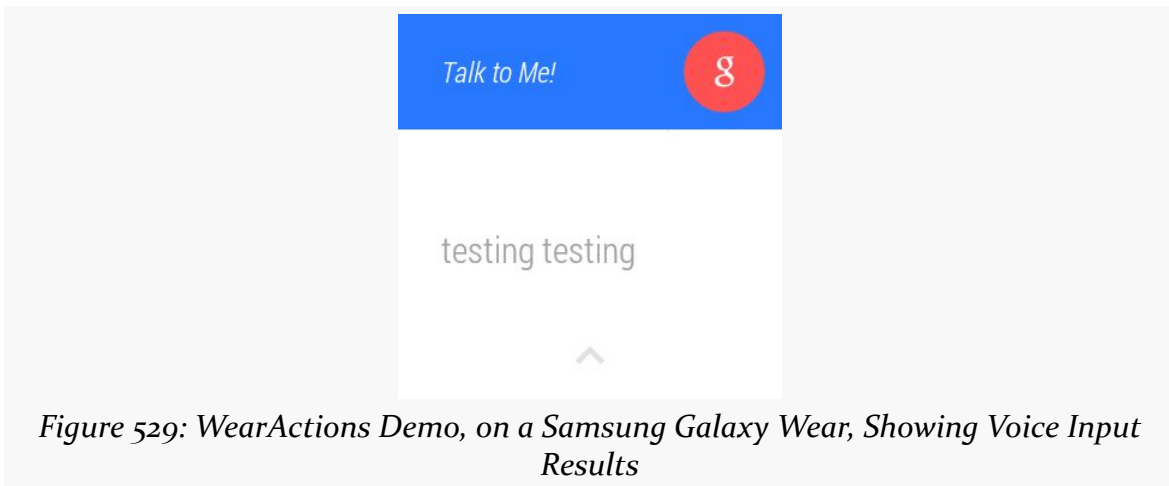 Talk to Me!
g
testing testing
Figure 529: WearActions Demo, on a Samsung Galaxy Wear, Showing Voice Input
Results